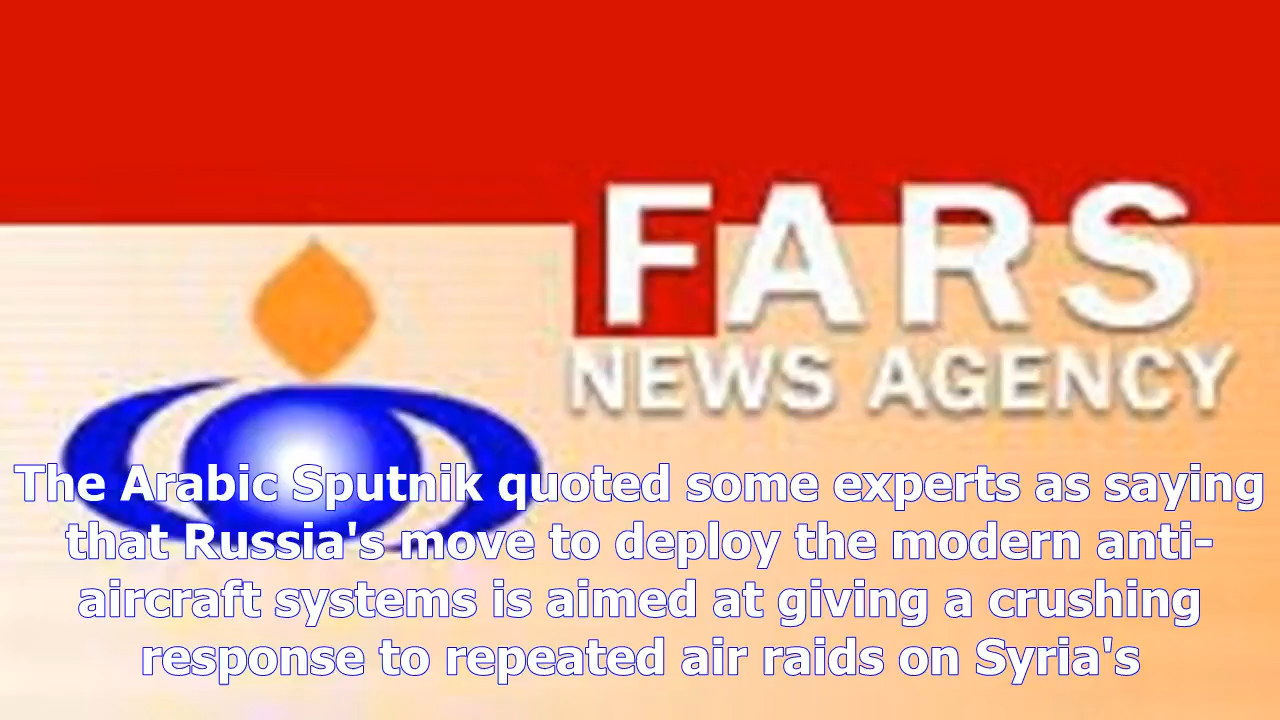 FARS
NEWS AGENCY
The Arabic Sputnik quoted some experts as saying
that Russia's move to deploy the modern anti-
aircraft systems is aimed at giving a crushing
response to repeated air raids on Syria's